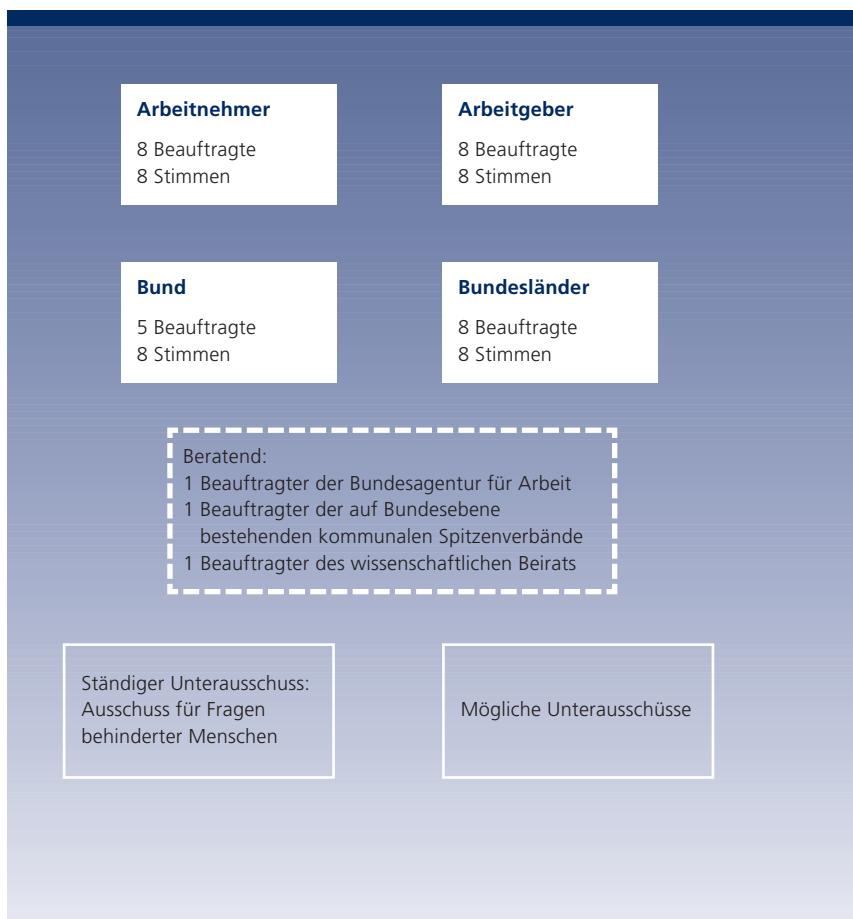 Arbeitnehmer
8 Beauftragte
8 Stimmen
Arbeitgeber
8 Beauftragte
8 Stimmen
Bund
5 Beauftragte
8 Stimmen
Bundesländer
8 Beauftragte
8 Stimmen
Beratend:
1 Beauftragter der Bundesagentur für Arbeit
1 Beauftragter der auf Bundesebene
bestehenden kommunalen Spitzenverbände
1 Beauftragter des wissenschaftlichen Beirats
Ständiger Unterausschuss:
Ausschuss für Fragen
behinderter Menschen
Mögliche Unterausschüsse